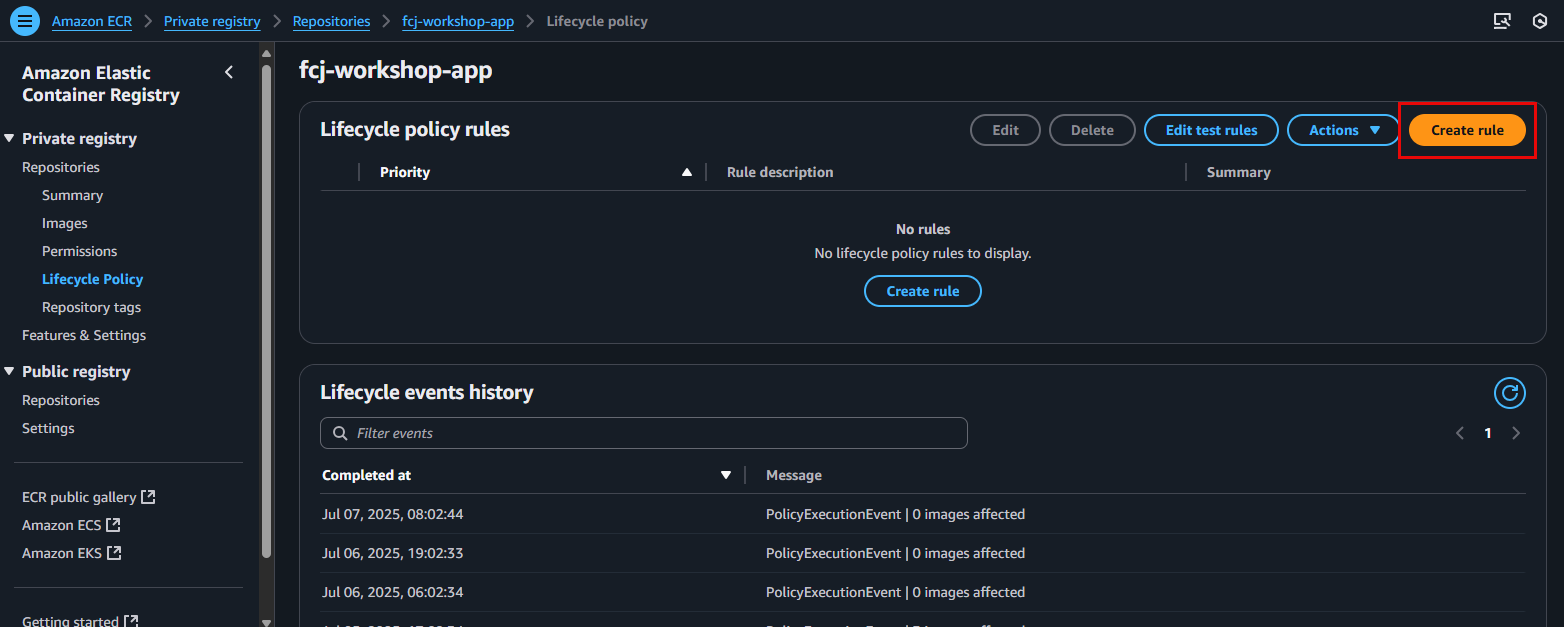 Amazon ECR > Private registry > Repositories > fcj-workshop-app > Lifecycle policy
Amazon Elastic
Container Registry
Private registry
Repositories
Summary
Images
Permissions
Lifecycle Policy
Repository tags
Features & Settings
Public registry
Repositories
Settings
ECR public gallery
Amazon ECS
Amazon EKS
Getting started
fcj-workshop-app
Lifecycle policy rules
Edit Delete Edit test rules Actions Create rule
Priority Rule description Summary
No rules
No lifecycle policy rules to display.
Create rule
Lifecycle events history
Filter events
1
Completed at Message
Jul 07, 2025, 08:02:44 PolicyExecutionEvent | 0 images affected
Jul 06, 2025, 19:02:33 PolicyExecutionEvent | 0 images affected
Jul 06, 2025, 06:02:34 PolicyExecutionEvent | 0 images affected